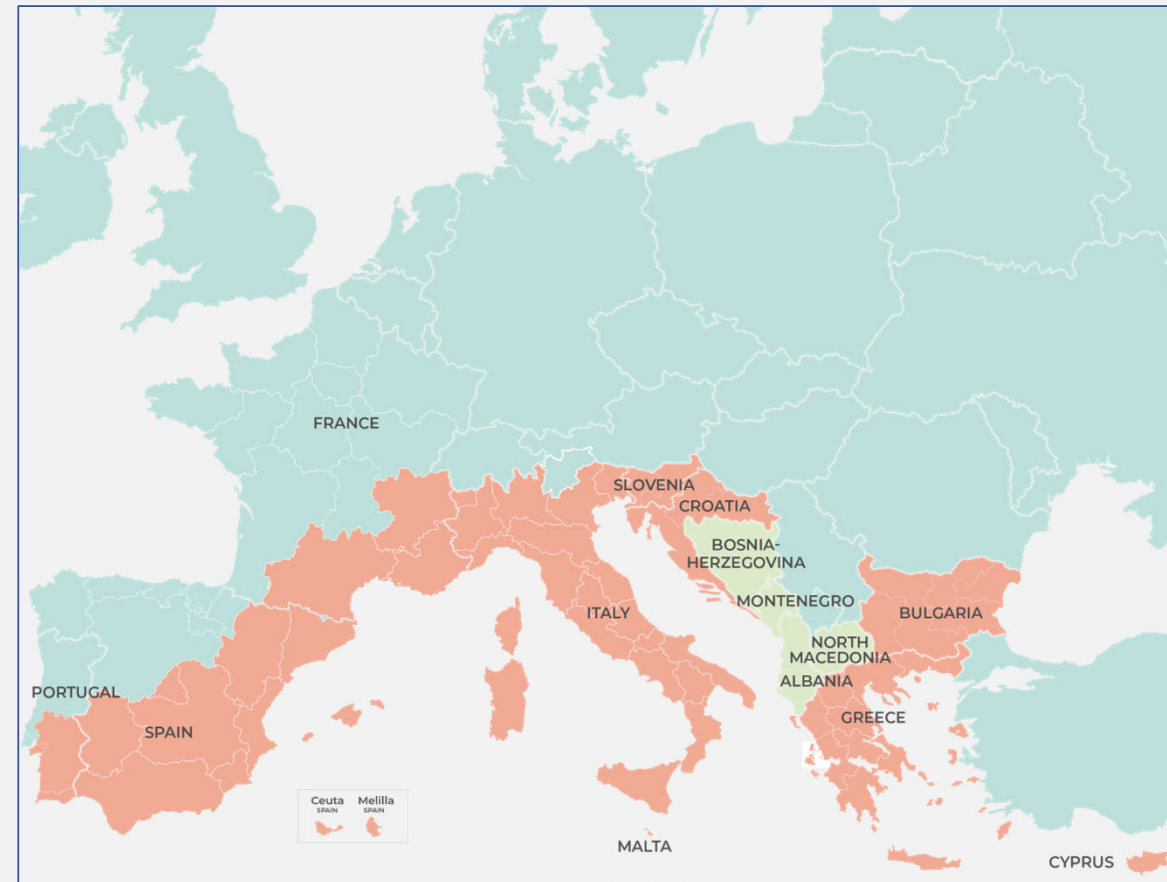 FRANCE
SLOVENIA
CROATIA
BOSNIA-
HERZEGOVINA
MONTENEGRO
ITALY
BULGARIA
NORTH
MACEDONIA
ALBANIA
PORTUGAL
SPAIN
GREECE
Ceuta
SPAIN
Melilla
SPAIN
MALTA
CYPRUS